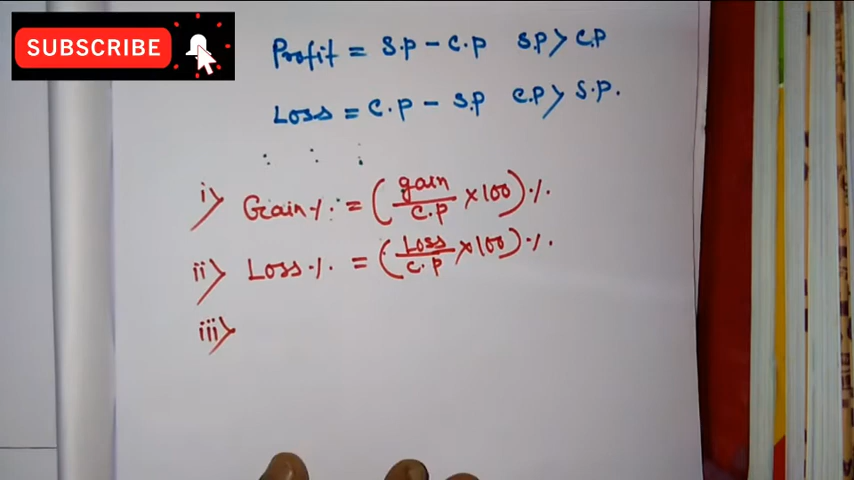 SUBSCRIBE
Profit = S.P - C.P S.P > C.P
Loss = C.P - S.P C.P > S.P.
i> Gain % = (gain/C.P × 100) %
ii> Loss % = (Loss/C.P × 100) %
iii>